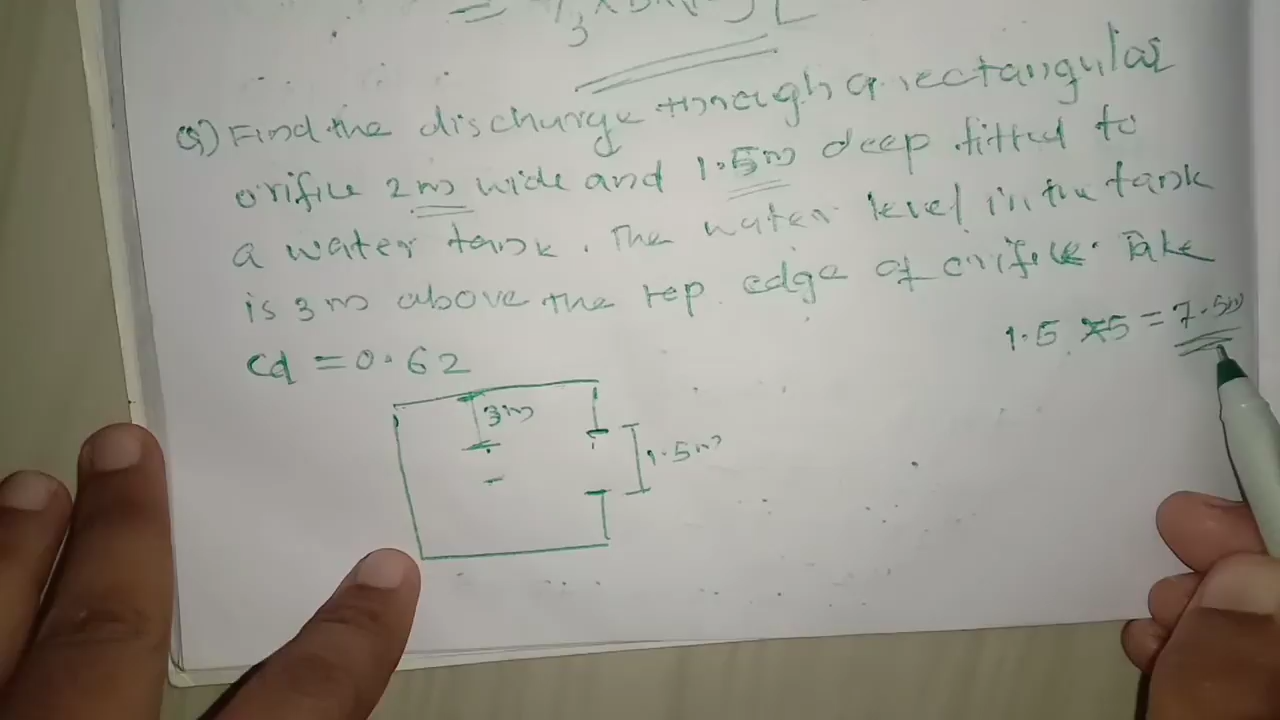 Q) Find the discharge through a rectangular
orifice 2m wide and 1.5m deep fitted to
a water tank. The water level in the tank
is 3m above the top edge of orifice. Take
Cd = 0.62
1.5 x5 = 7.5m
3m
1.5m